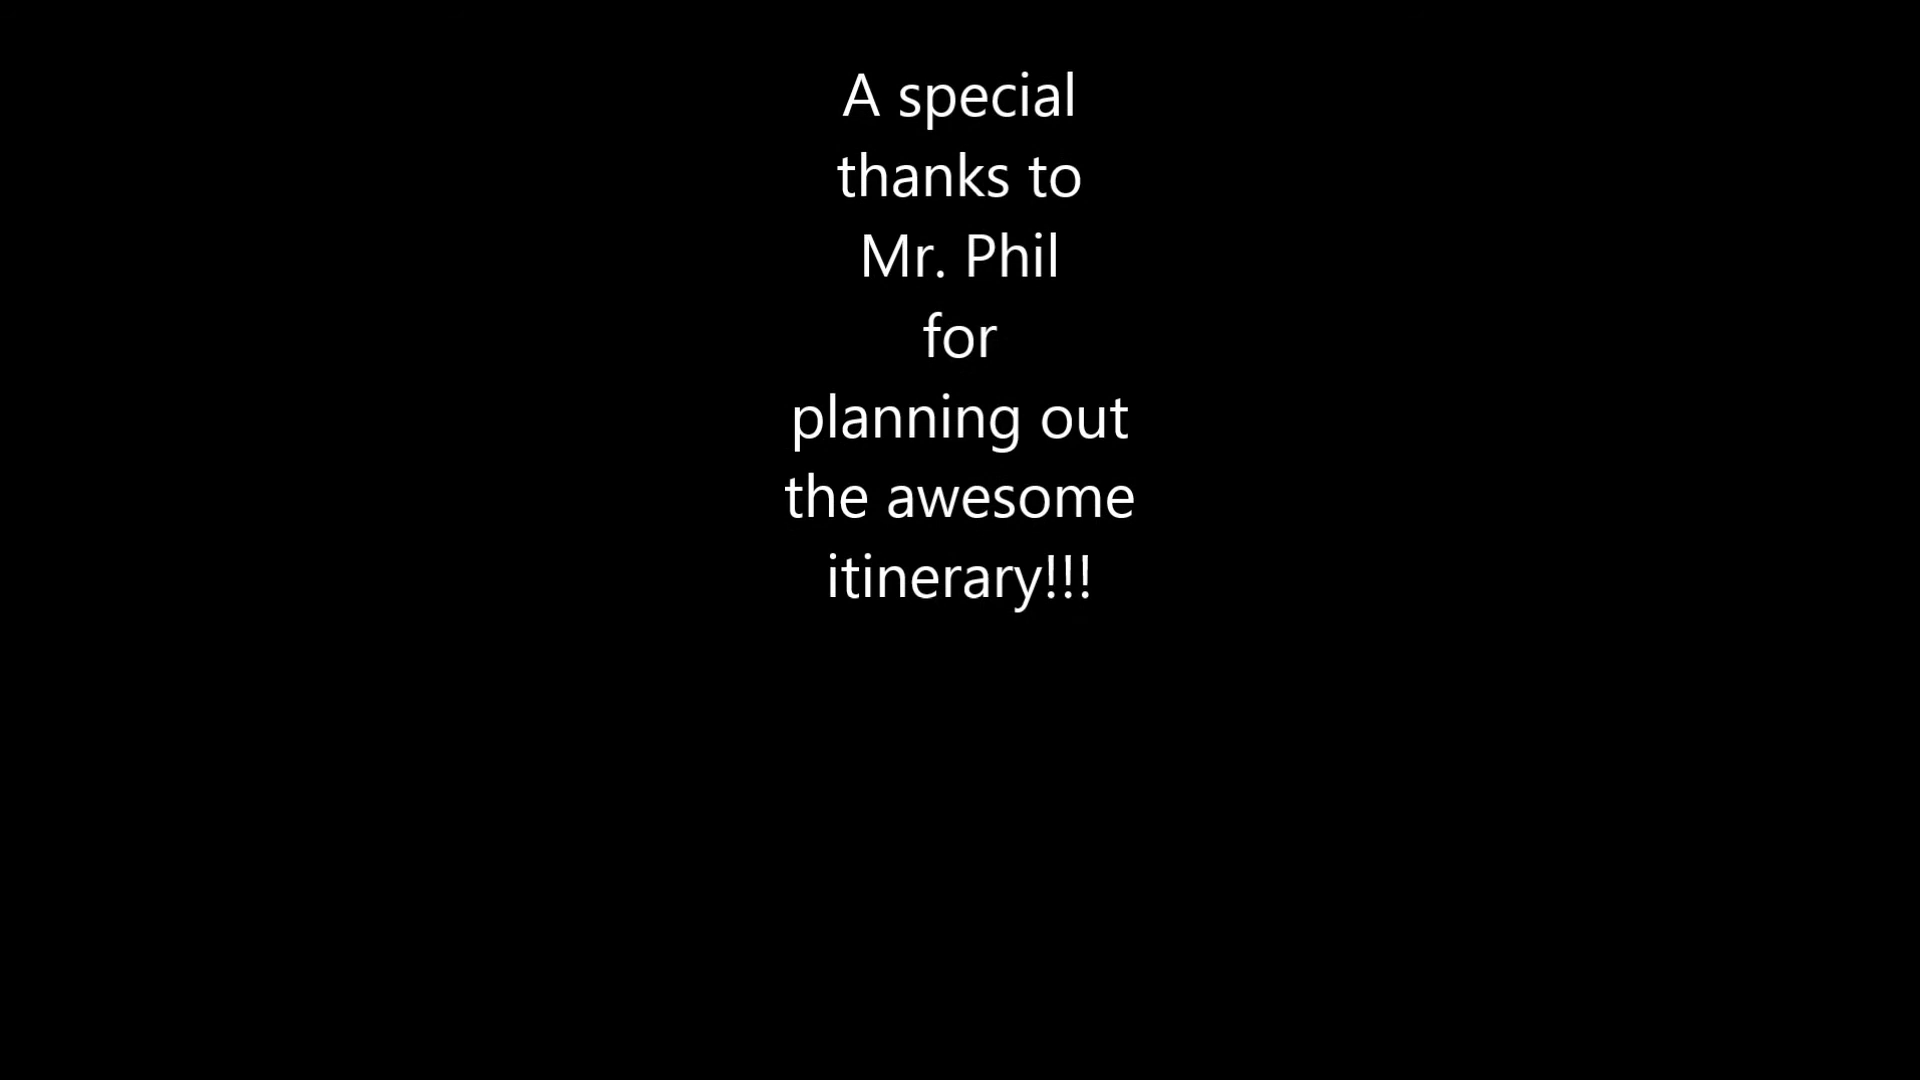 A special
thanks to
Mr. Phil
for
planning out
the awesome
itinerary!!!